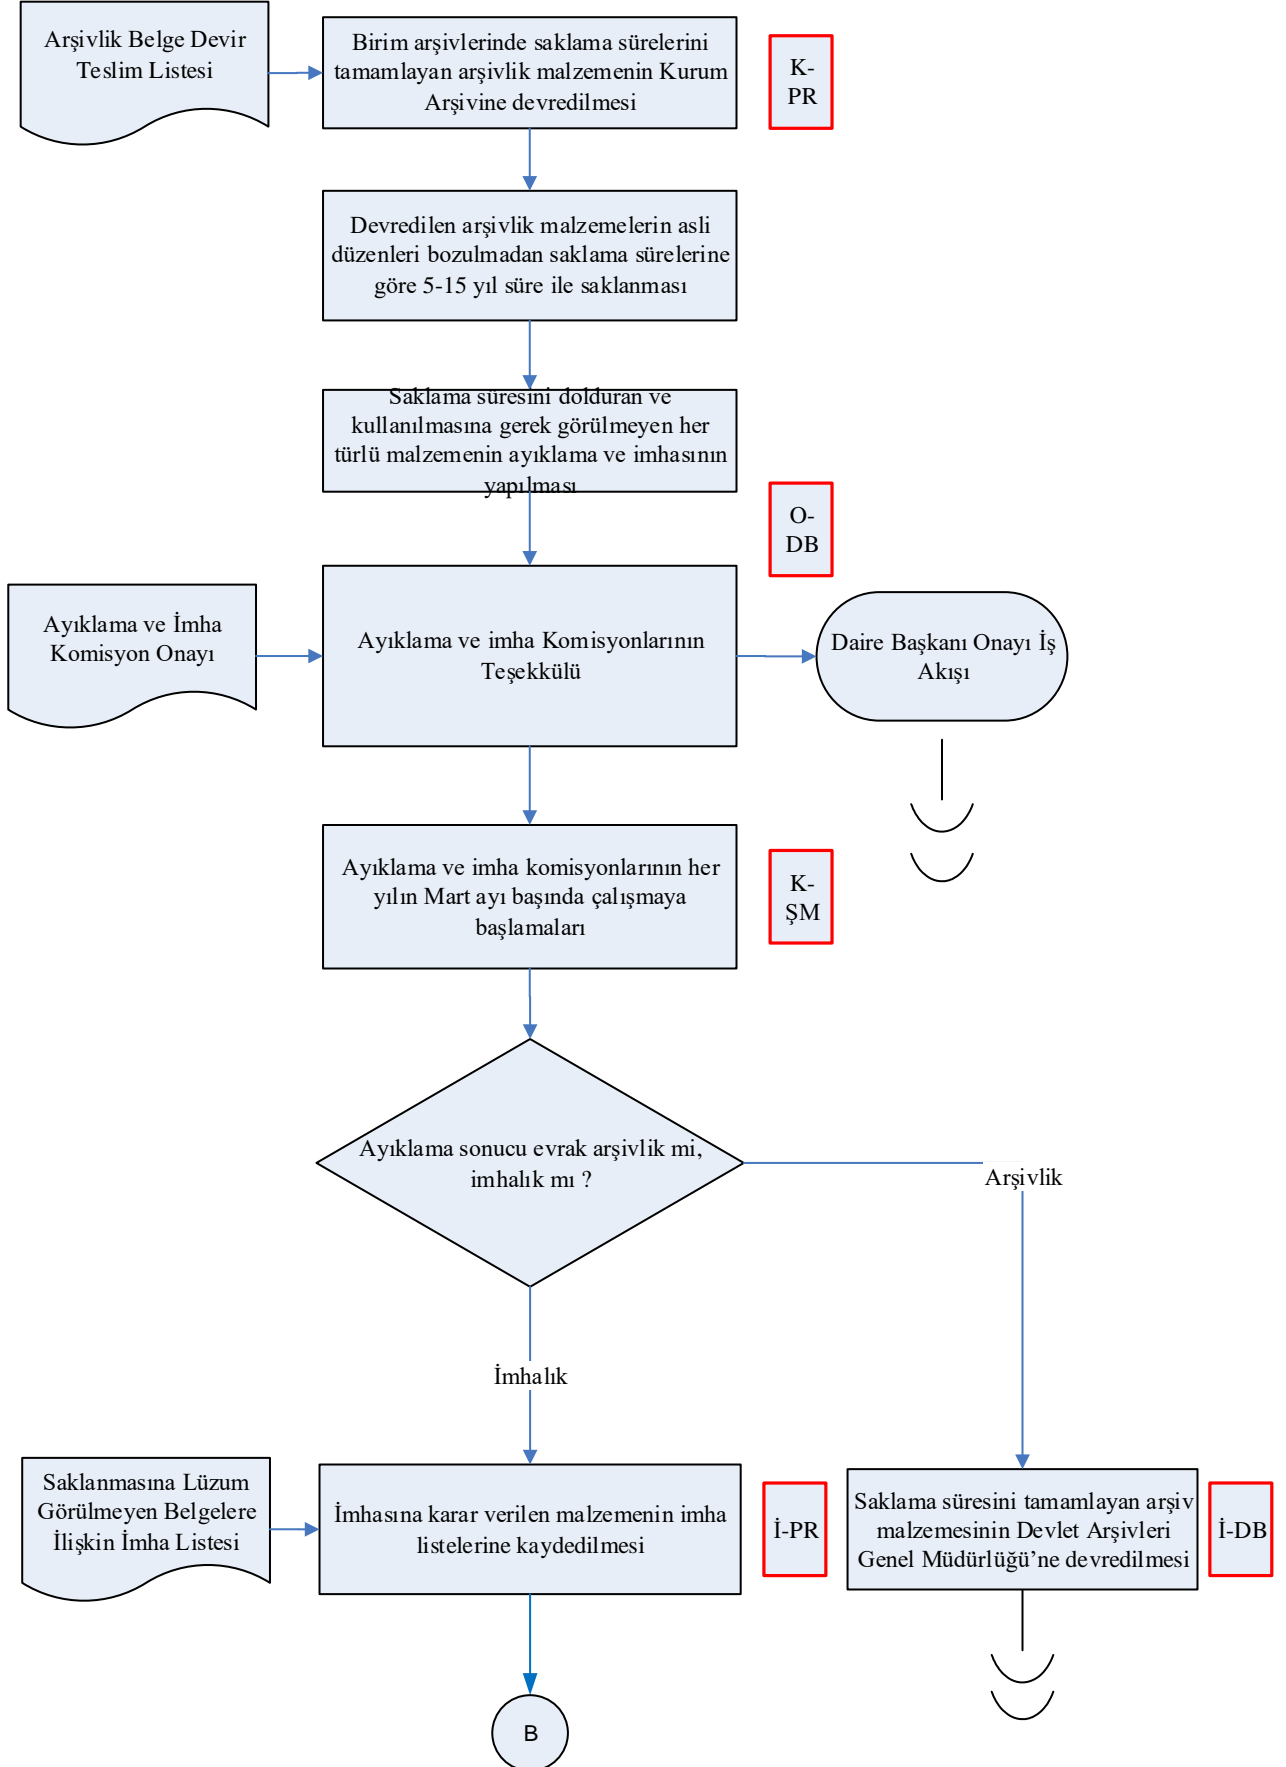 Arşivlik Belge Devir
Teslim Listesi
Birim arşivlerinde saklama sürelerini
tamamlayan arşivlik malzemenin Kurum
Arşivine devredilmesi
K-
PR
Devredilen arşivlik malzemelerin asli
düzenleri bozulmadan saklama sürelerine
göre 5-15 yıl süre ile saklanması
Saklama süresini dolduran ve
kullanılmasına gerek görülmeyen her
türlü malzemenin ayıklama ve imhasının
yapılması
O-
DB
Ayıklama ve İmha
Komisyon Onayı
Ayıklama ve imha Komisyonlarının
Teşekkülü
Daire Başkanı Onayı İş
Akışı
Ayıklama ve imha komisyonlarının her
yılın Mart ayı başında çalışmaya
başlamaları
K-
ŞM
Ayıklama sonucu evrak arşivlik mi,
imhalık mı ?
Arşivlik
İmhalık
Saklanmasına Lüzum
Görülmeyen Belgelere
İlişkin İmha Listesi
İmhasına karar verilen malzemenin imha
listelerine kaydedilmesi
İ-PR
Saklama süresini tamamlayan arşiv
malzemesinin Devlet Arşivleri
Genel Müdürlüğü’ne devredilmesi
İ-DB
B